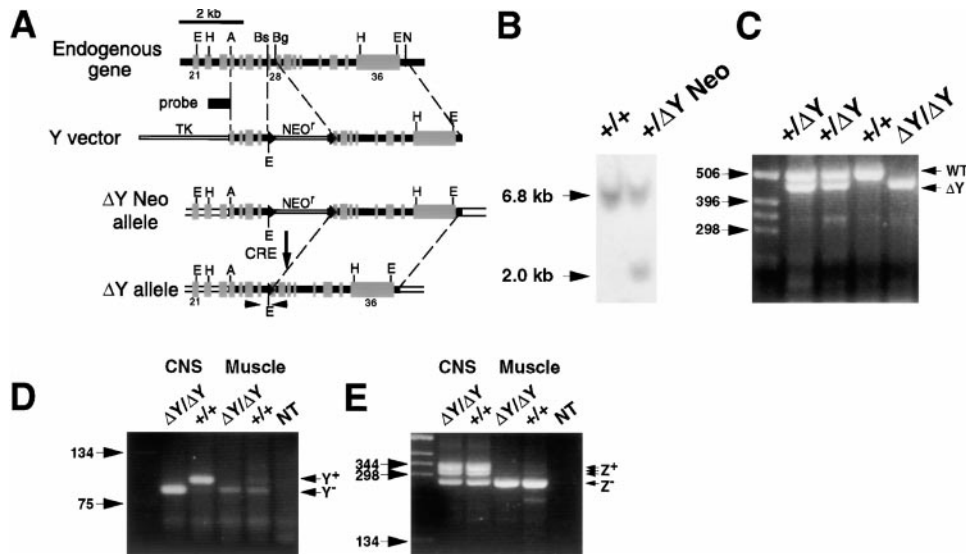 A
2 kb
E H A Bs Bg H E N
Endogenous gene
21 28 36
probe
E
TK NEOr H
Y vector
E
ΔY Neo allele
E H A NEOr H E
E
CRE
E H A H E
ΔY allele
21 36
E
B
+/+
+/ΔY Neo
6.8 kb
2.0 kb
C
+/ΔY
+/ΔY
+/+
ΔY/ΔY
506
396
298
WT
ΔY
D
CNS Muscle
ΔY/ΔY
+/+
ΔY/ΔY
+/+
NT
134
75
Y+
Y-
E
CNS Muscle
ΔY/ΔY
+/+
ΔY/ΔY
+/+
NT
344
298
134
Z+
Z-